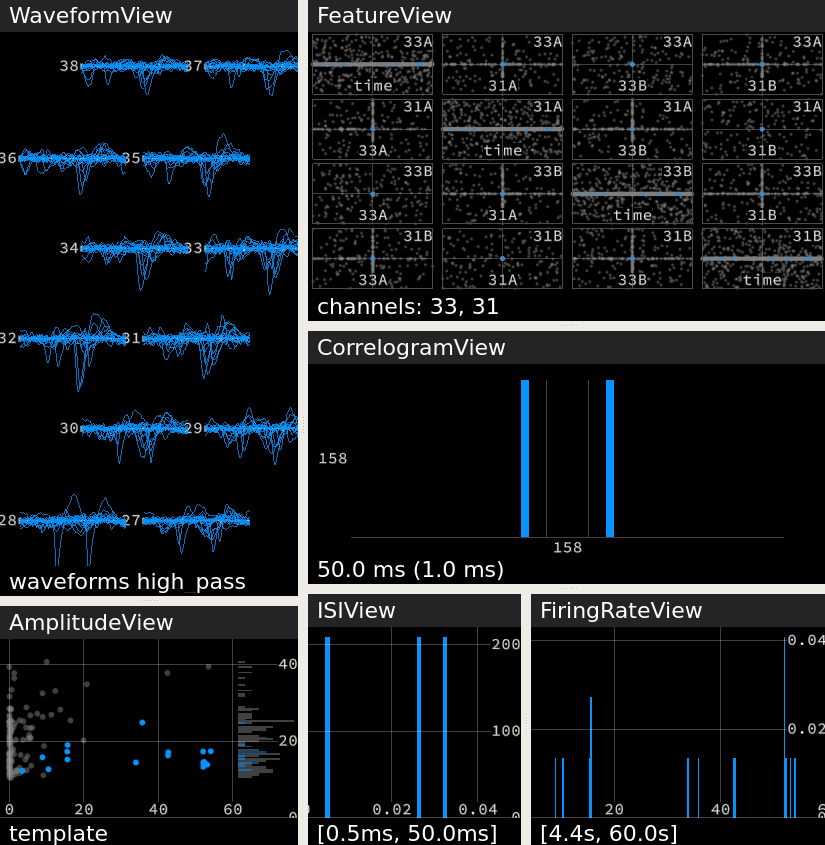 WaveformView
38 37
36 35
34 33
32 31
30 29
28 27
waveforms high_pass
FeatureView
33A 33A 33A 33A
time 31A 33B 31B
31A 31A 31A 31A
33A time 33B 31B
33B 33B 33B 33B
33A 31A time 31B
31B 31B 31B 31B
33A 31A 33B time
channels: 33, 31
CorrelogramView
158
158
50.0 ms (1.0 ms)
AmplitudeView
40
20
0
0 20 40 60
template
ISIView
200
100
0.02 0.04 0
[0.5ms, 50.0ms]
FiringRateView
0.04
0.02
20 40
[4.4s, 60.0s]